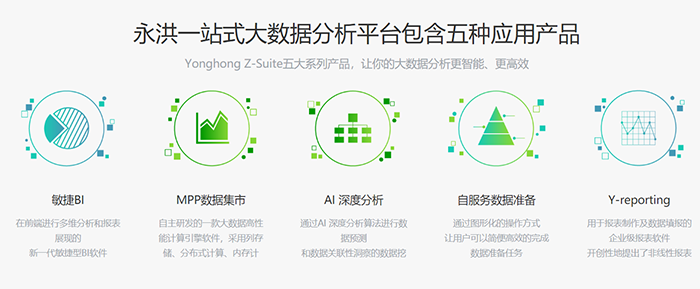 永洪一站式大数据分析平台包含五种应用产品
Yonghong Z-Suite五大系列产品，让你的大数据分析更智能、更高效
敏捷BI
在前端进行多维分析和报表
展现的
新一代敏捷型BI软件
MPP数据集市
自主研发的一款大数据高性
能计算引擎软件，采用列存
储、分布式计算、内存计
AI 深度分析
通过AI 深度分析算法进行数
据预测
和数据关联性洞察的数据挖
自服务数据准备
通过图形化的操作方式
让用户可以简便高效的完成
数据准备任务
Y-reporting
用于报表制作及数据填报的
企业级报表软件
开创性地提出了非线性报表